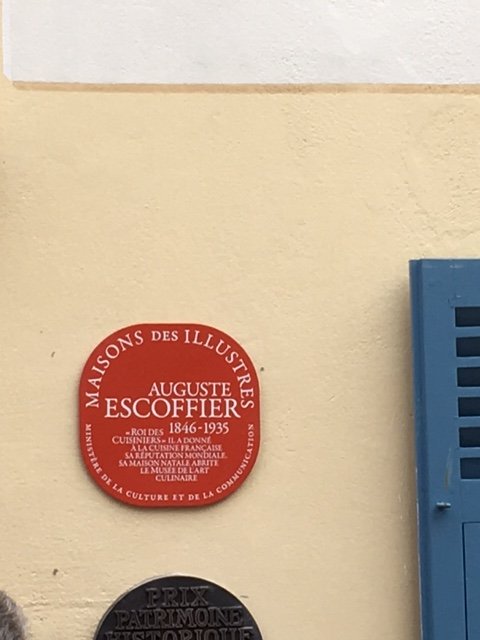 MAISONS DES ILLUSTRES
AUGUSTE
ESCOFFIER
1846-1935
«ROI DES
CUISINIERS» IL A DONNÉ
À LA CUISINE FRANÇAISE
SA RÉPUTATION MONDIALE.
SA MAISON NATALE ABRITE
LE MUSÉE DE L'ART
CULINAIRE
MINISTÈRE DE LA CULTURE ET DE LA COMMUNICATION
PRIX
PATRIMOINE
HISTORIQUE